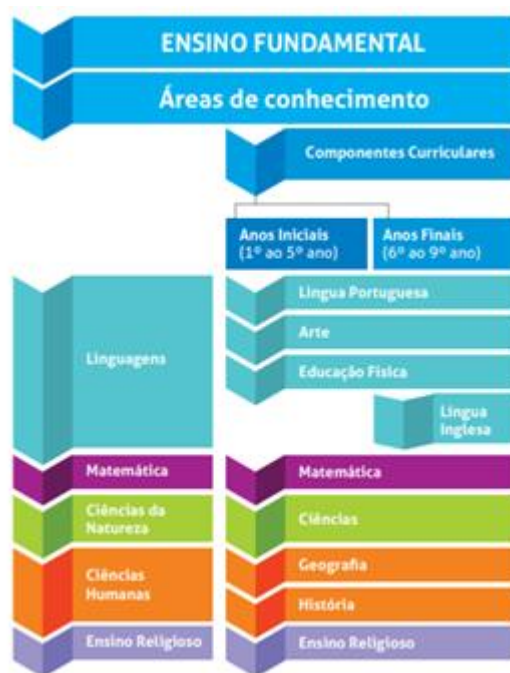 ENSINO FUNDAMENTAL
Áreas de conhecimento
Componentes Curriculares
Anos Iniciais
(1º ao 5º ano)
Anos Finais
(6º ao 9º ano)
Linguagens
Língua Portuguesa
Arte
Educação Física
Língua
Inglesa
Matemática
Matemática
Ciências da
Natureza
Ciências
Ciências
Humanas
Geografia
História
Ensino Religioso
Ensino Religioso